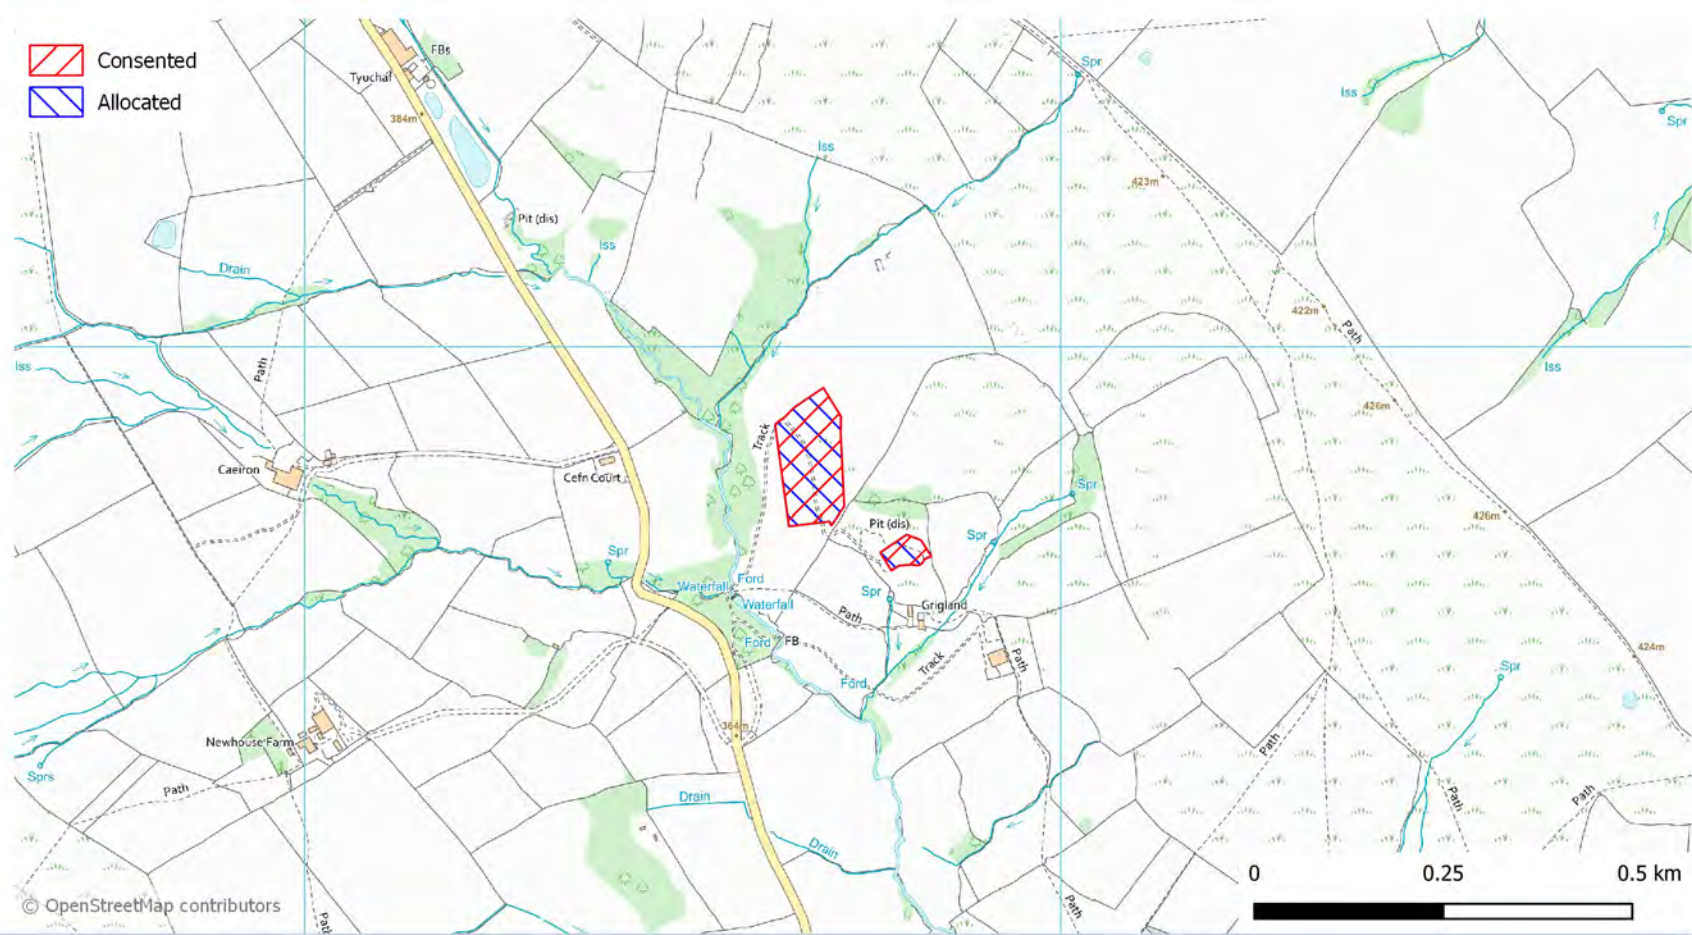 Consented
Allocated
FBs
Tyuchaf
384m
Spr
Iss
Spr
Iss
423m
Pit (dis)
Iss
Drain
422m
Path
Iss
Path
Iss
426m
Track
Caeiron
Cefn Court
Spr
426m
Pit (dis)
Spr
Spr
Waterfall
Ford
Spr
Waterfall
Path
Grigland
Ford
FB
Track
Path
424m
Spr
Ford
364m
Newhouse Farm
Path
Sprs
Path
Drain
Path
Path
Drain
0
0.25
0.5 km
© OpenStreetMap contributors
Path
Path